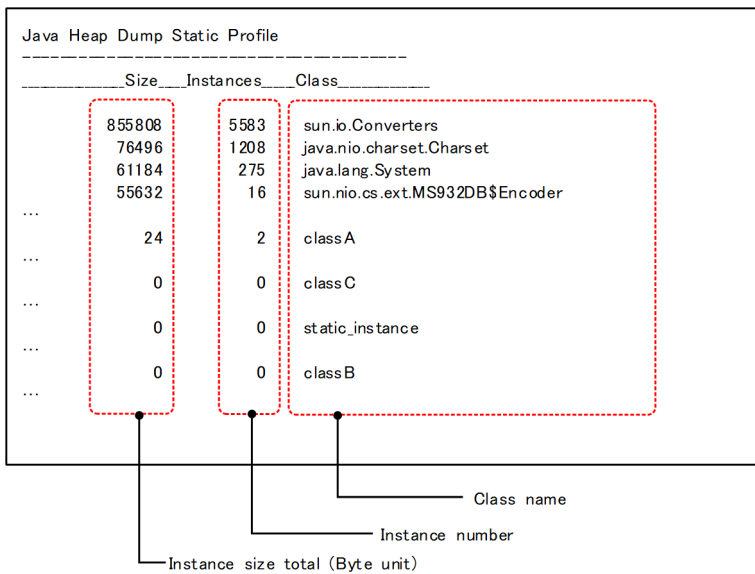 Java Heap Dump Static Profile
------------------------------------------------
______________Size____Instances_____Class_____________
855808 5583 sun.io.Converters
76496 1208 java.nio.charset.Charset
61184 275 java.lang.System
55632 16 sun.nio.cs.ext.MS932DB$Encoder
...
24 2 classA
...
0 0 classC
...
0 0 static_instance
...
0 0 classB
...
Class name
Instance number
Instance size total (Byte unit)